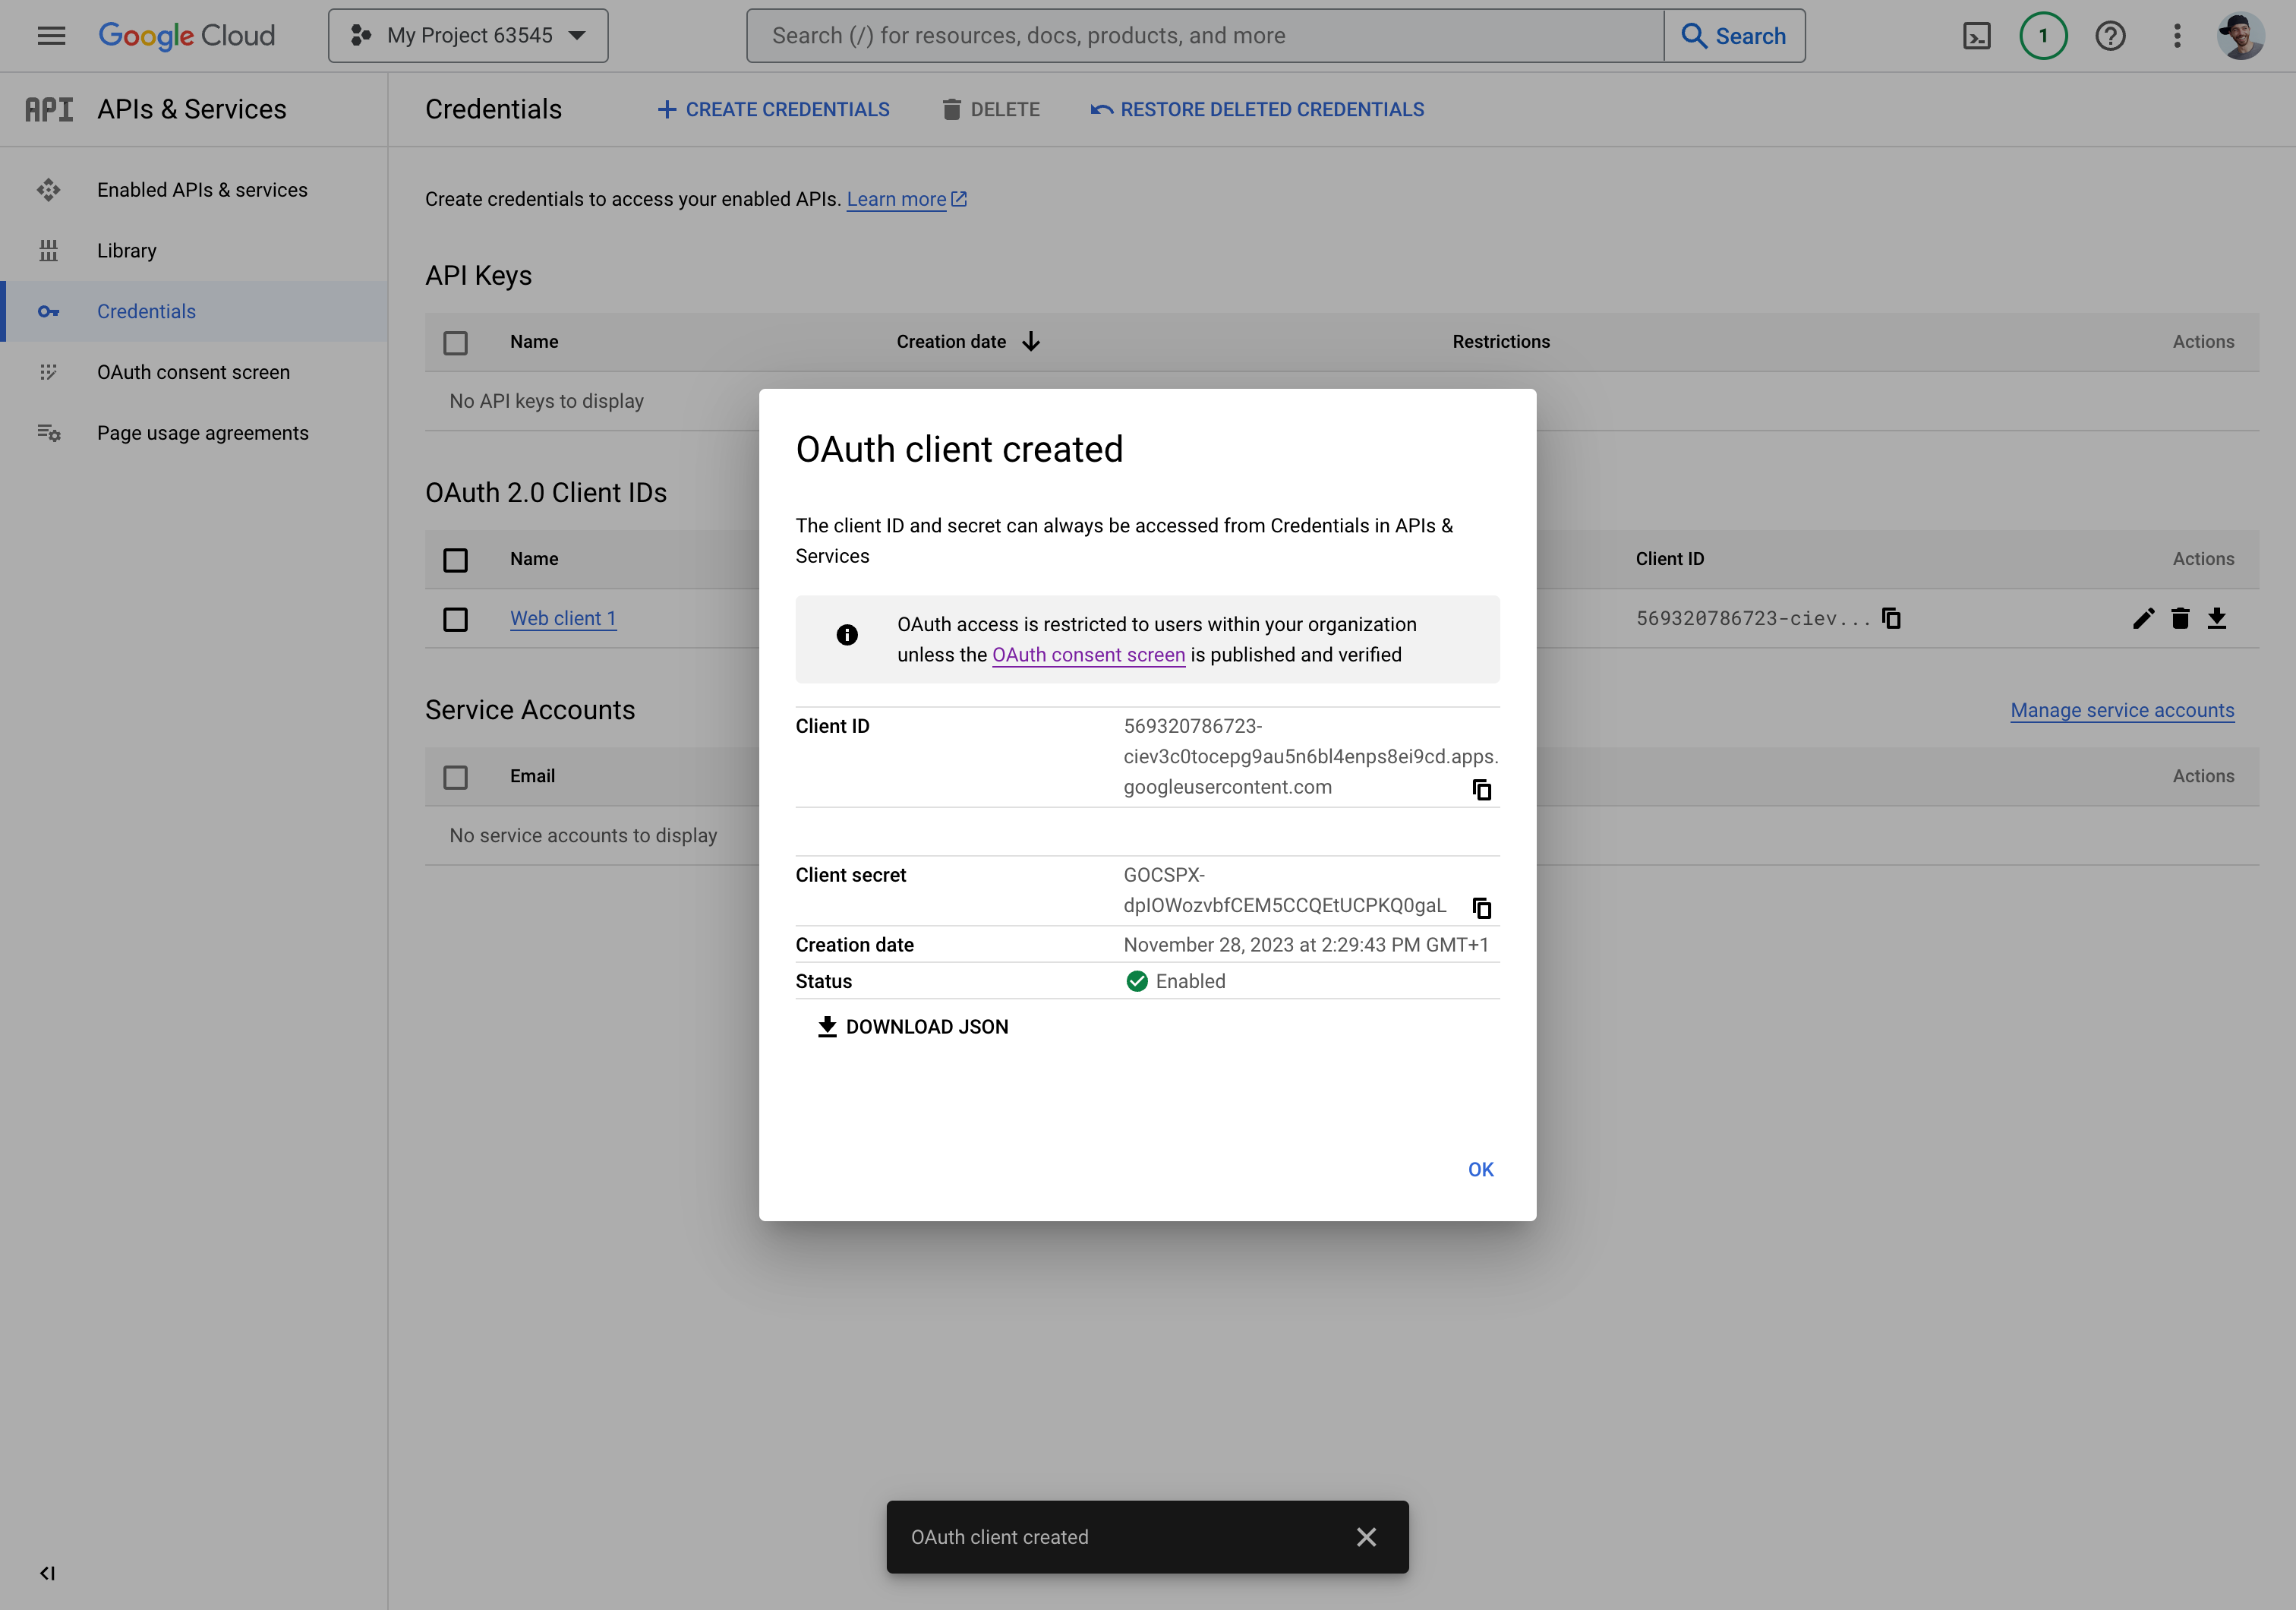 Google Cloud
My Project 63545
Search (/) for resources, docs, products, and more
Search
1
API
APIs & Services
Credentials
CREATE CREDENTIALS
DELETE
RESTORE DELETED CREDENTIALS
Enabled APIs & services
Library
Credentials
OAuth consent screen
Page usage agreements
Create credentials to access your enabled APIs. Learn more
API Keys
Name
Creation date
Restrictions
Actions
No API keys to display
OAuth 2.0 Client IDs
Name
Client ID
Actions
Web client 1
569320786723-ciev...
Service Accounts
Manage service accounts
Email
Actions
No service accounts to display
OAuth client created
The client ID and secret can always be accessed from Credentials in APIs &
Services
OAuth access is restricted to users within your organization
unless the OAuth consent screen is published and verified
Client ID
569320786723-
ciev3c0tocepg9au5n6bl4enps8ei9cd.apps.
googleusercontent.com
Client secret
GOCSPX-
dpIOWozvbfCEM5CCQEtUCPKQ0gaL
Creation date
November 28, 2023 at 2:29:43 PM GMT+1
Status
Enabled
DOWNLOAD JSON
OK
OAuth client created